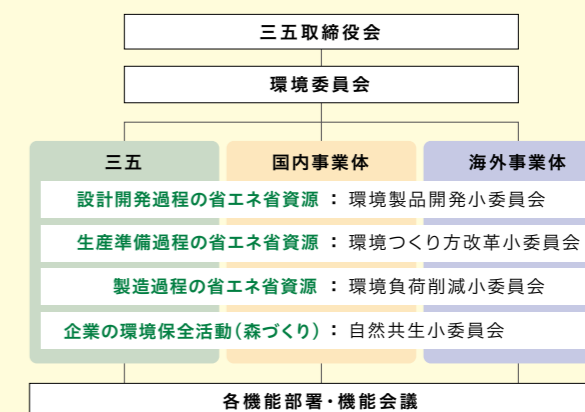 三五取締役会
環境委員会
三五 国内事業体 海外事業体
設計開発過程の省エネ省資源 : 環境製品開発小委員会
生産準備過程の省エネ省資源 : 環境つくり方改革小委員会
製造過程の省エネ省資源 : 環境負荷削減小委員会
企業の環境保全活動(森づくり) : 自然共生小委員会
各機能部署・機能会議